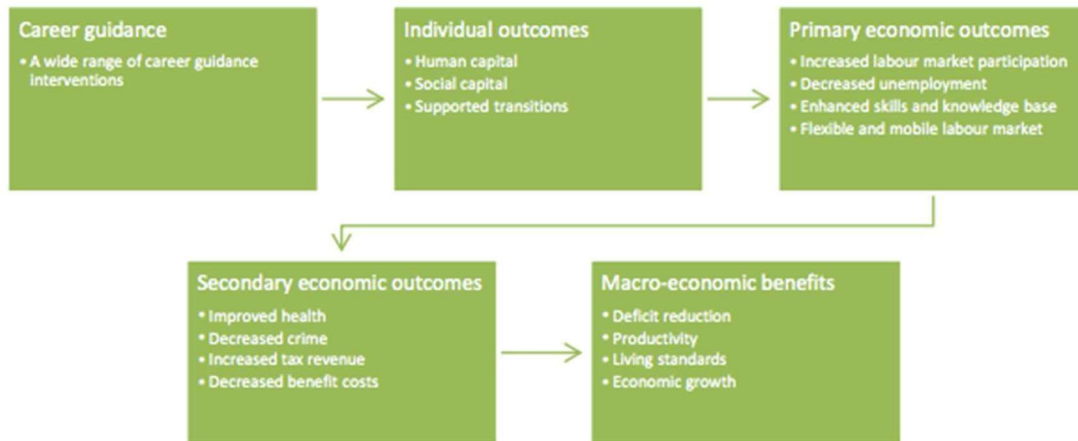 Career guidance
• A wide range of career guidance
interventions
Individual outcomes
• Human capital
• Social capital
• Supported transitions
Primary economic outcomes
• Increased labour market participation
• Decreased unemployment
• Enhanced skills and knowledge base
• Flexible and mobile labour market
Secondary economic outcomes
• Improved health
• Decreased crime
• Increased tax revenue
• Decreased benefit costs
Macro-economic benefits
• Deficit reduction
• Productivity
• Living standards
• Economic growth